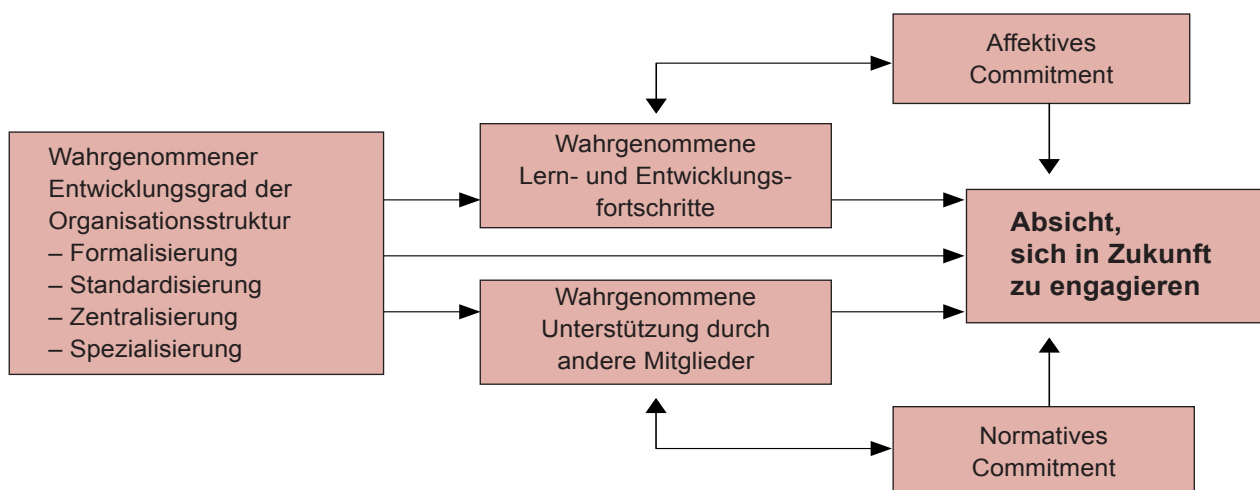 Affektives
Commitment
Wahrgenommener
Entwicklungsgrad der
Organisationsstruktur
– Formalisierung
– Standardisierung
– Zentralisierung
– Spezialisierung
Wahrgenommene
Lern- und Entwicklungs-
fortschritte
Wahrgenommene
Unterstützung durch
andere Mitglieder
Absicht,
sich in Zukunft
zu engagieren
Normatives
Commitment